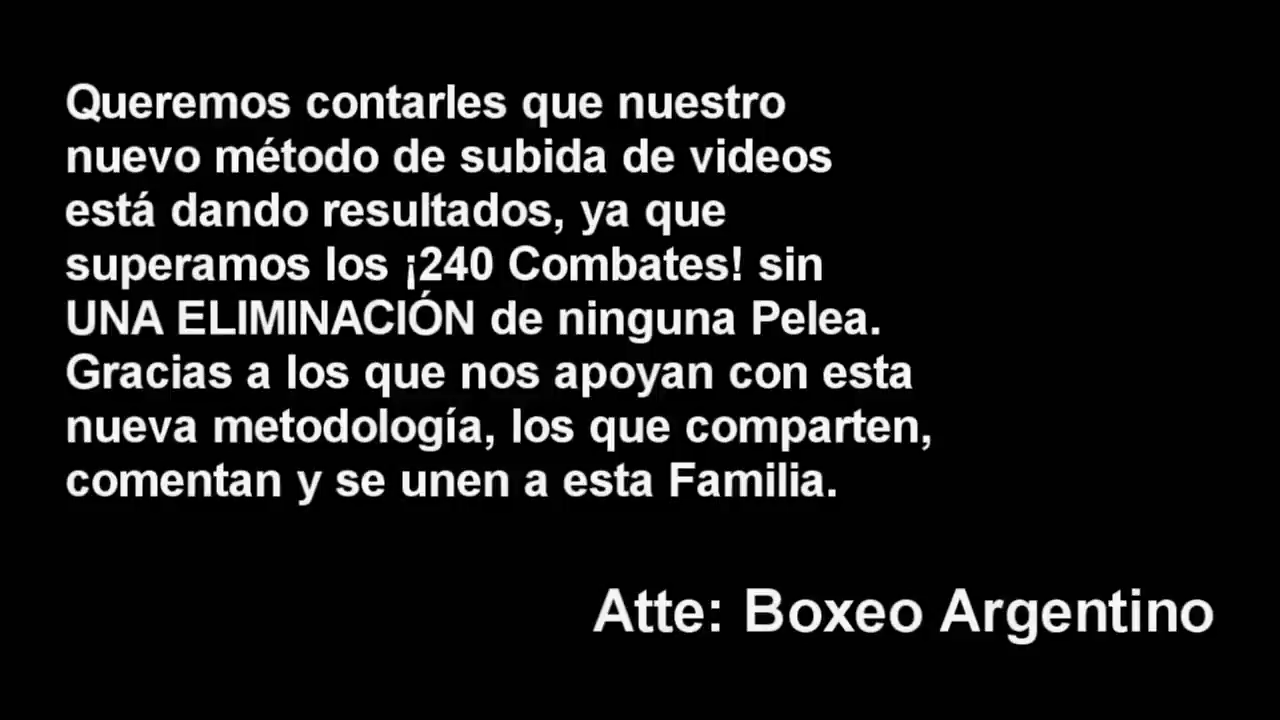 Queremos contarles que nuestro
nuevo método de subida de videos
está dando resultados, ya que
superamos los ¡240 Combates! sin
UNA ELIMINACIÓN de ninguna Pelea.
Gracias a los que nos apoyan con esta
nueva metodología, los que comparten,
comentan y se unen a esta Familia.
Atte: Boxeo Argentino